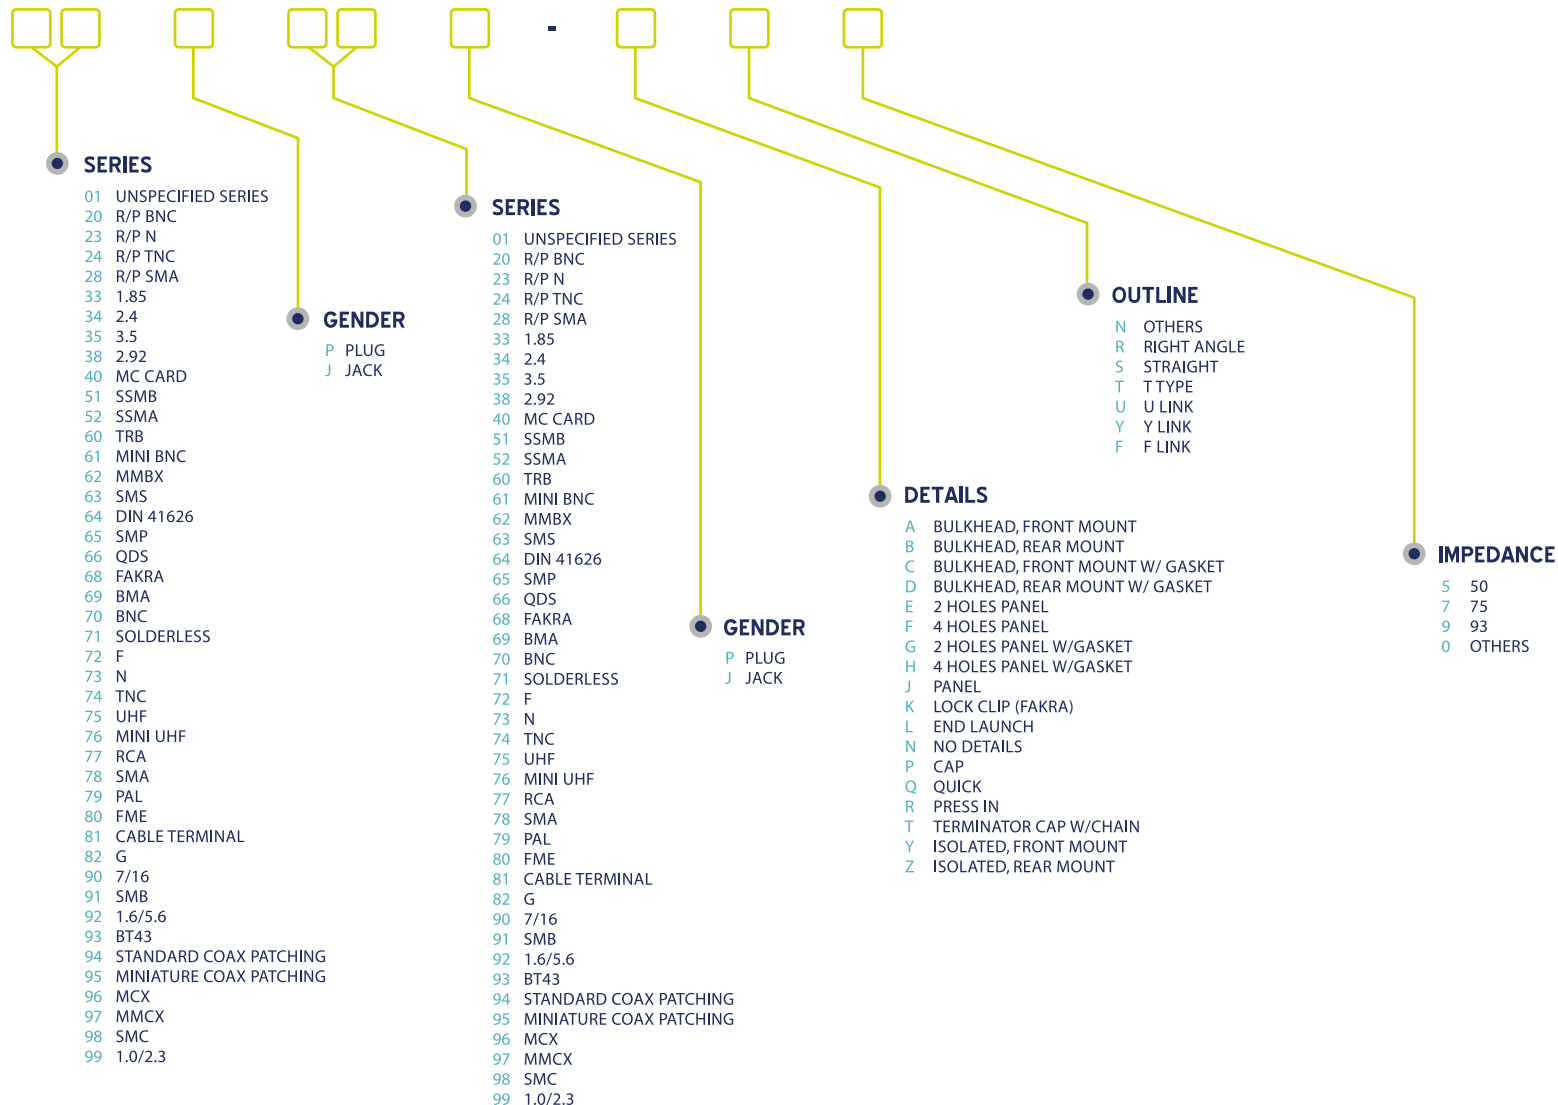 -
SERIES
01 UNSPECIFIED SERIES
20 R/P BNC
23 R/P N
24 R/P TNC
28 R/P SMA
33 1.85
34 2.4
35 3.5
38 2.92
40 MC CARD
51 SSMB
52 SSMA
60 TRB
61 MINI BNC
62 MMBX
63 SMS
64 DIN 41626
65 SMP
66 QDS
68 FAKRA
69 BMA
70 BNC
71 SOLDERLESS
72 F
73 N
74 TNC
75 UHF
76 MINI UHF
77 RCA
78 SMA
79 PAL
80 FME
81 CABLE TERMINAL
82 G
90 7/16
91 SMB
92 1.6/5.6
93 BT43
94 STANDARD COAX PATCHING
95 MINIATURE COAX PATCHING
96 MCX
97 MMCX
98 SMC
99 1.0/2.3
GENDER
P PLUG
J JACK
SERIES
01 UNSPECIFIED SERIES
20 R/P BNC
23 R/P N
24 R/P TNC
28 R/P SMA
33 1.85
34 2.4
35 3.5
38 2.92
40 MC CARD
51 SSMB
52 SSMA
60 TRB
61 MINI BNC
62 MMBX
63 SMS
64 DIN 41626
65 SMP
66 QDS
68 FAKRA
69 BMA
70 BNC
71 SOLDERLESS
72 F
73 N
74 TNC
75 UHF
76 MINI UHF
77 RCA
78 SMA
79 PAL
80 FME
81 CABLE TERMINAL
82 G
90 7/16
91 SMB
92 1.6/5.6
93 BT43
94 STANDARD COAX PATCHING
95 MINIATURE COAX PATCHING
96 MCX
97 MMCX
98 SMC
99 1.0/2.3
GENDER
P PLUG
J JACK
DETAILS
A BULKHEAD, FRONT MOUNT
B BULKHEAD, REAR MOUNT
C BULKHEAD, FRONT MOUNT W/ GASKET
D BULKHEAD, REAR MOUNT W/ GASKET
E 2 HOLES PANEL
F 4 HOLES PANEL
G 2 HOLES PANEL W/GASKET
H 4 HOLES PANEL W/GASKET
J PANEL
K LOCK CLIP (FAKRA)
L END LAUNCH
N NO DETAILS
P CAP
Q QUICK
R PRESS IN
T TERMINATOR CAP W/CHAIN
Y ISOLATED, FRONT MOUNT
Z ISOLATED, REAR MOUNT
OUTLINE
N OTHERS
R RIGHT ANGLE
S STRAIGHT
T T TYPE
U U LINK
Y Y LINK
F F LINK
IMPEDANCE
5 50
7 75
9 93
0 OTHERS